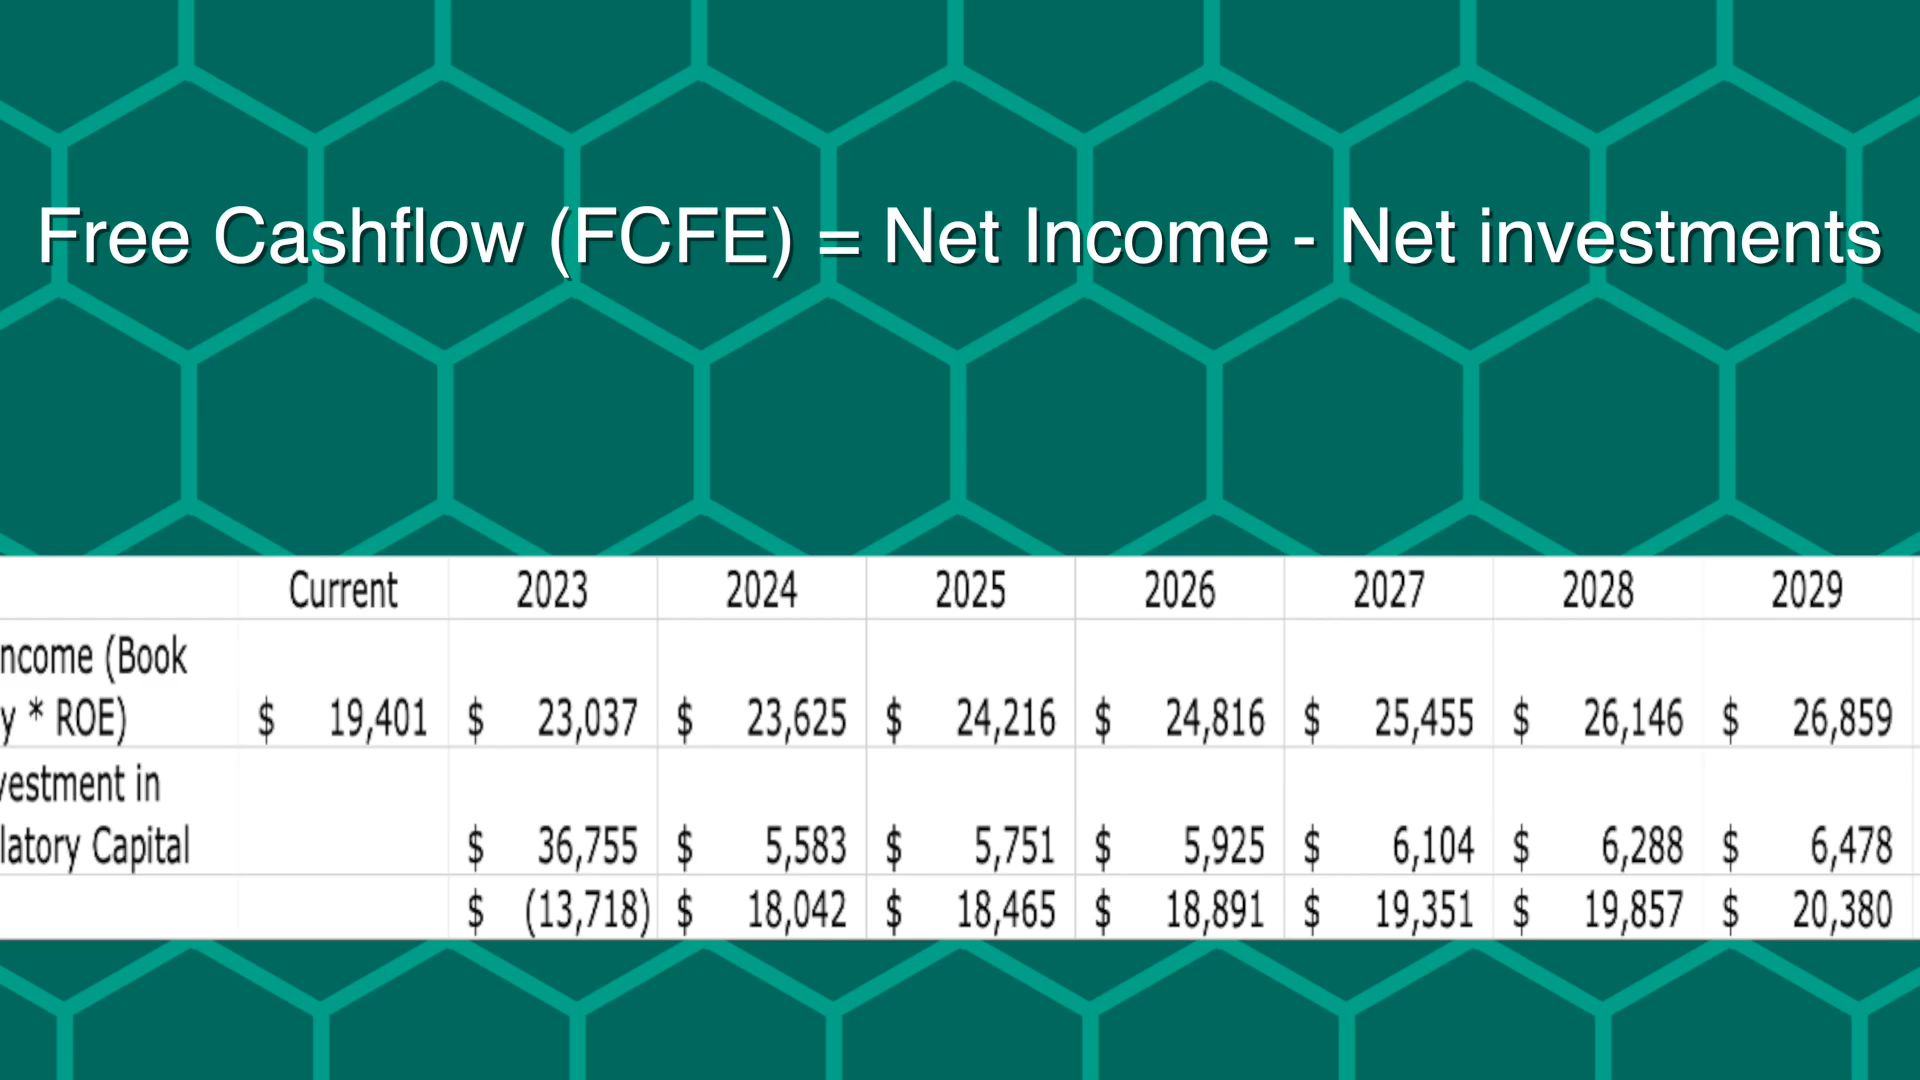 Free Cashflow (FCFE) = Net Income - Net investments
Current 2023 2024 2025 2026 2027 2028 2029
ncome (Book
y * ROE) $ 19,401 $ 23,037 $ 23,625 $ 24,216 $ 24,816 $ 25,455 $ 26,146 $ 26,859
vestment in
latory Capital $ 36,755 $ 5,583 $ 5,751 $ 5,925 $ 6,104 $ 6,288 $ 6,478
$ (13,718) $ 18,042 $ 18,465 $ 18,891 $ 19,351 $ 19,857 $ 20,380